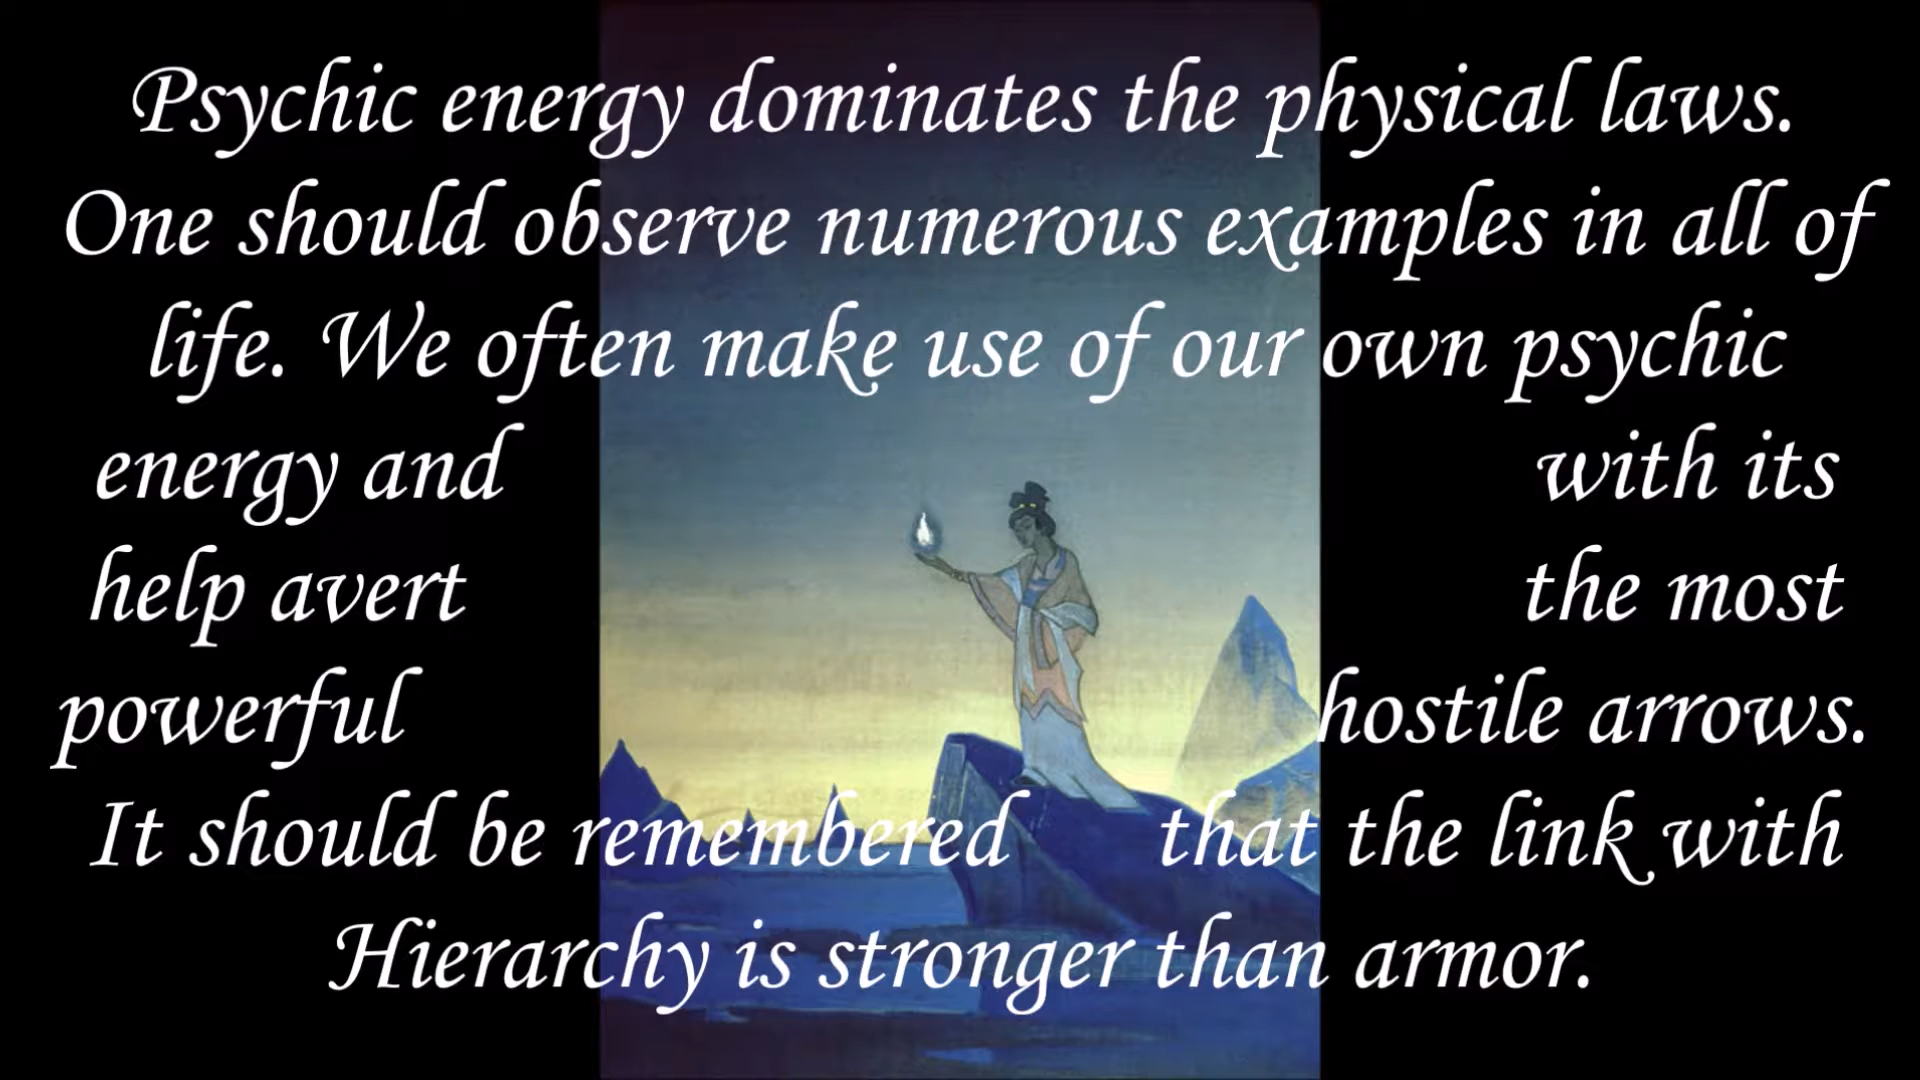 Psychic energy dominates the physical laws.
One should observe numerous examples in all of
life. We often make use of our own psychic
energy and with its
help avert the most
powerful hostile arrows.
It should be remembered that the link with
Hierarchy is stronger than armor.